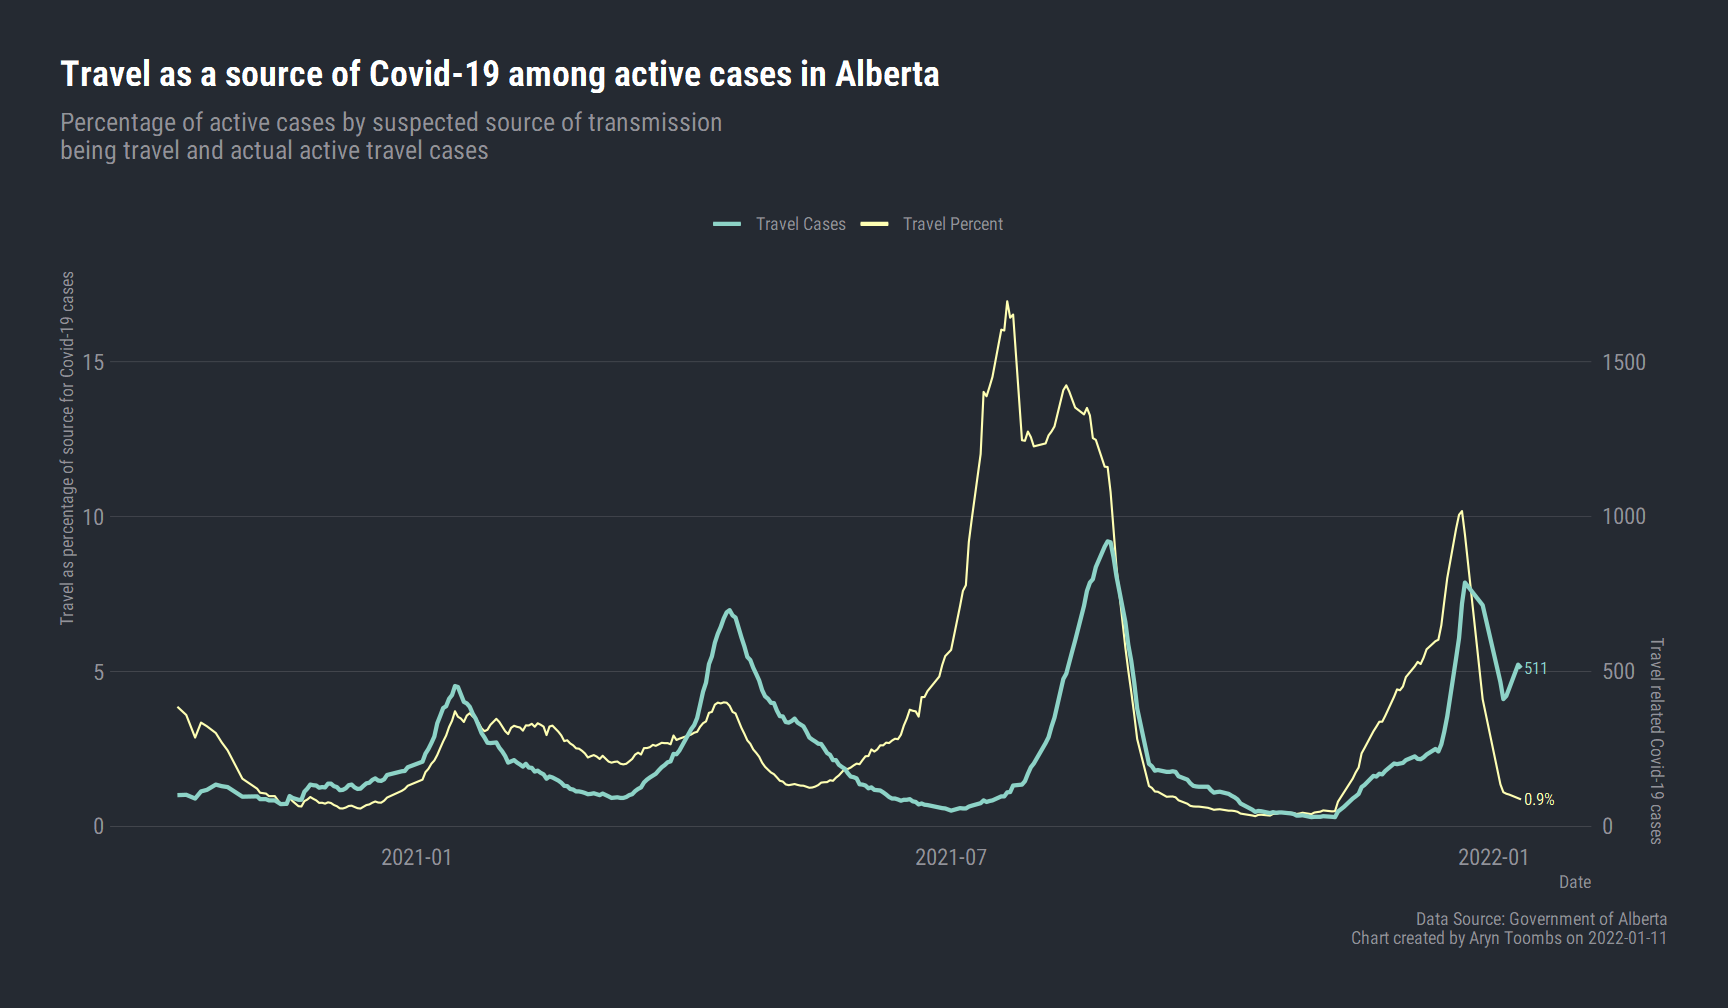 Travel as a source of Covid-19 among active cases in Alberta
Percentage of active cases by suspected source of transmission
being travel and actual active travel cases
Travel Cases
Travel Percent
Travel as percentage of source for Covid-19 cases
15
10
5
0
1500
1000
500
0
Travel related Covid-19 cases
511
0.9%
2021-01
2021-07
2022-01
Date
Data Source: Government of Alberta
Chart created by Aryn Toombs on 2022-01-11